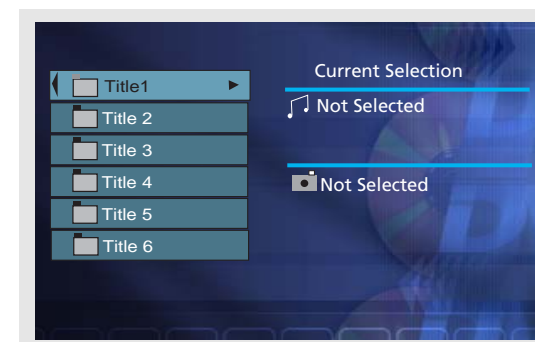 Title1
Title 2
Title 3
Title 4
Title 5
Title 6
Current Selection
Not Selected
Not Selected